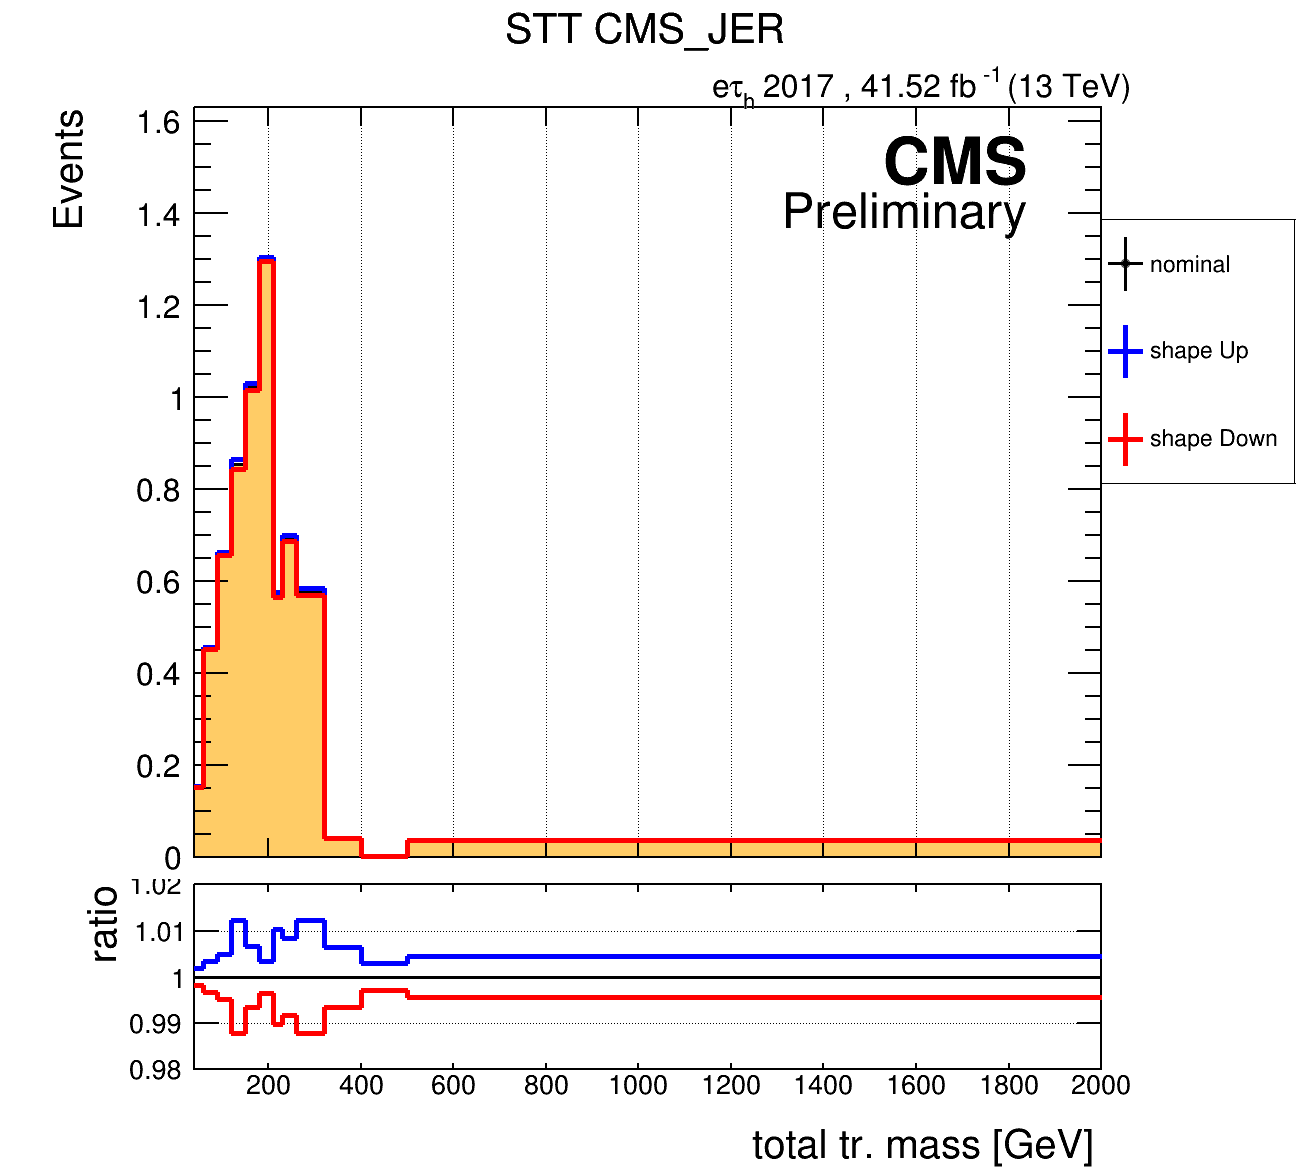 STT CMS_JER
eτh 2017 , 41.52 fb -1 (13 TeV)
Events
1.6
1.4
1.2
1
0.8
0.6
0.4
0.2
0
CMS
Preliminary
nominal
shape Up
shape Down
ratio
1.02
1.01
1
0.99
0.98
200 400 600 800 1000 1200 1400 1600 1800 2000
total tr. mass [GeV]